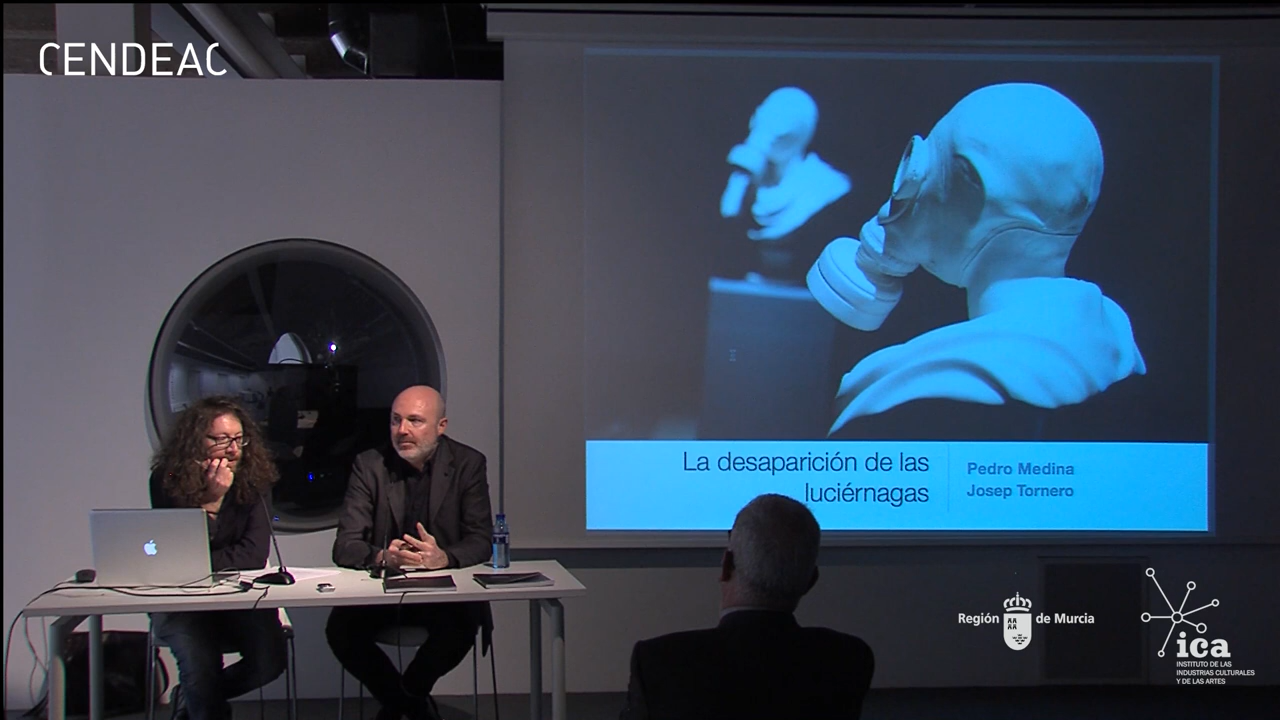 CENDEAC
La desaparición de las
luciérnagas
Pedro Medina
Josep Tornero
Región de Murcia
ica
INSTITUTO DE LAS
INDUSTRIAS CULTURALES
Y DE LAS ARTES